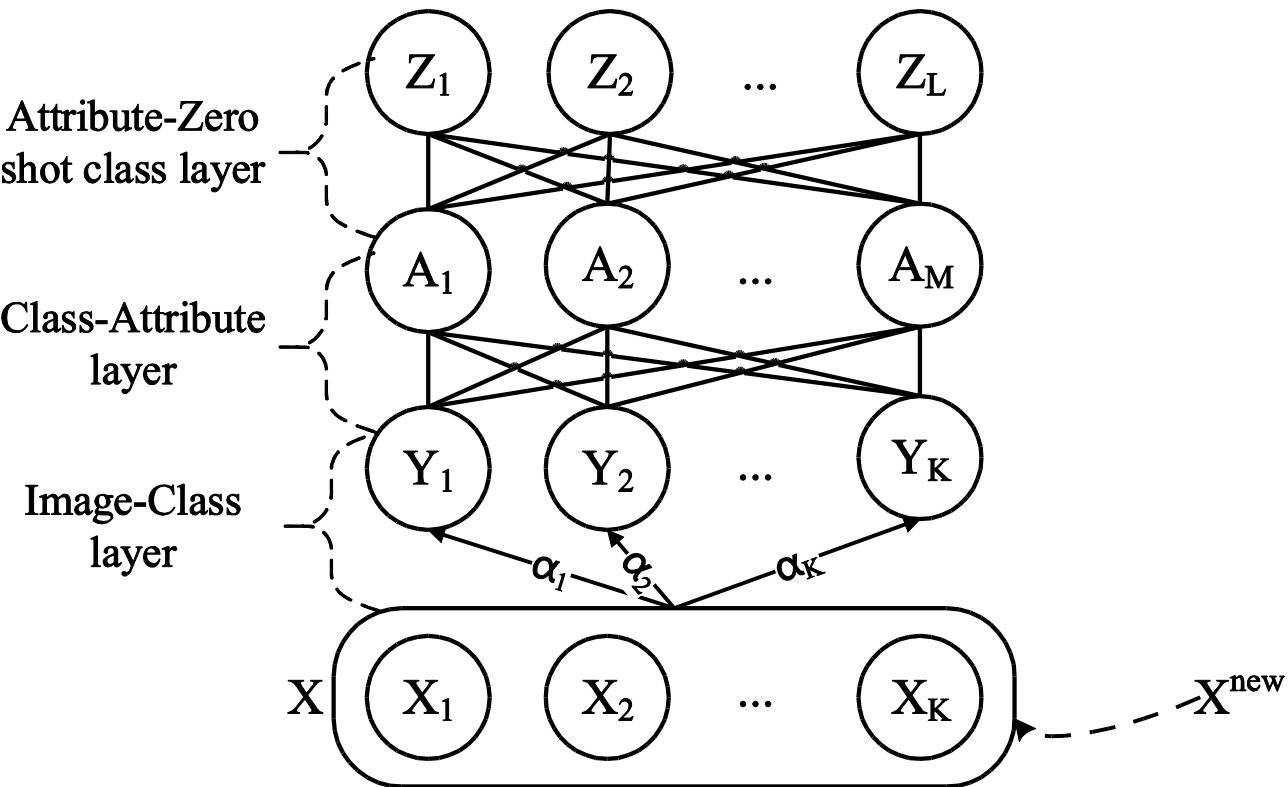 Z1 Z2 ... ZL
Attribute-Zero
shot class layer
A1 A2 ... AM
Class-Attribute
layer
Y1 Y2 ... YK
Image-Class
layer
α1 α2 αK
X X1 X2 ... XK Xnew